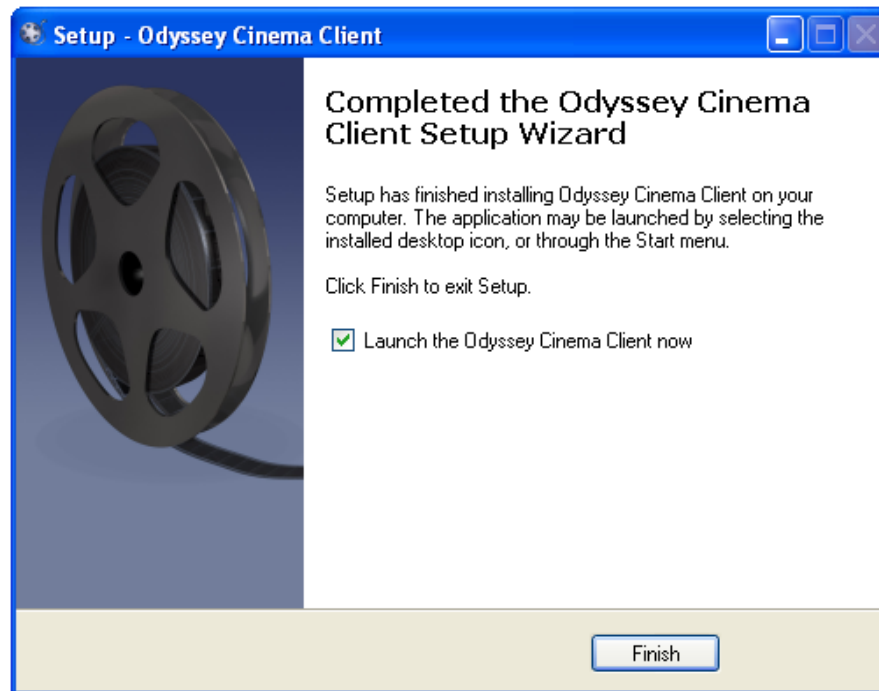 Setup - Odyssey Cinema Client
Completed the Odyssey Cinema
Client Setup Wizard
Setup has finished installing Odyssey Cinema Client on your
computer. The application may be launched by selecting the
installed desktop icon, or through the Start menu.
Click Finish to exit Setup.
Launch the Odyssey Cinema Client now
Finish